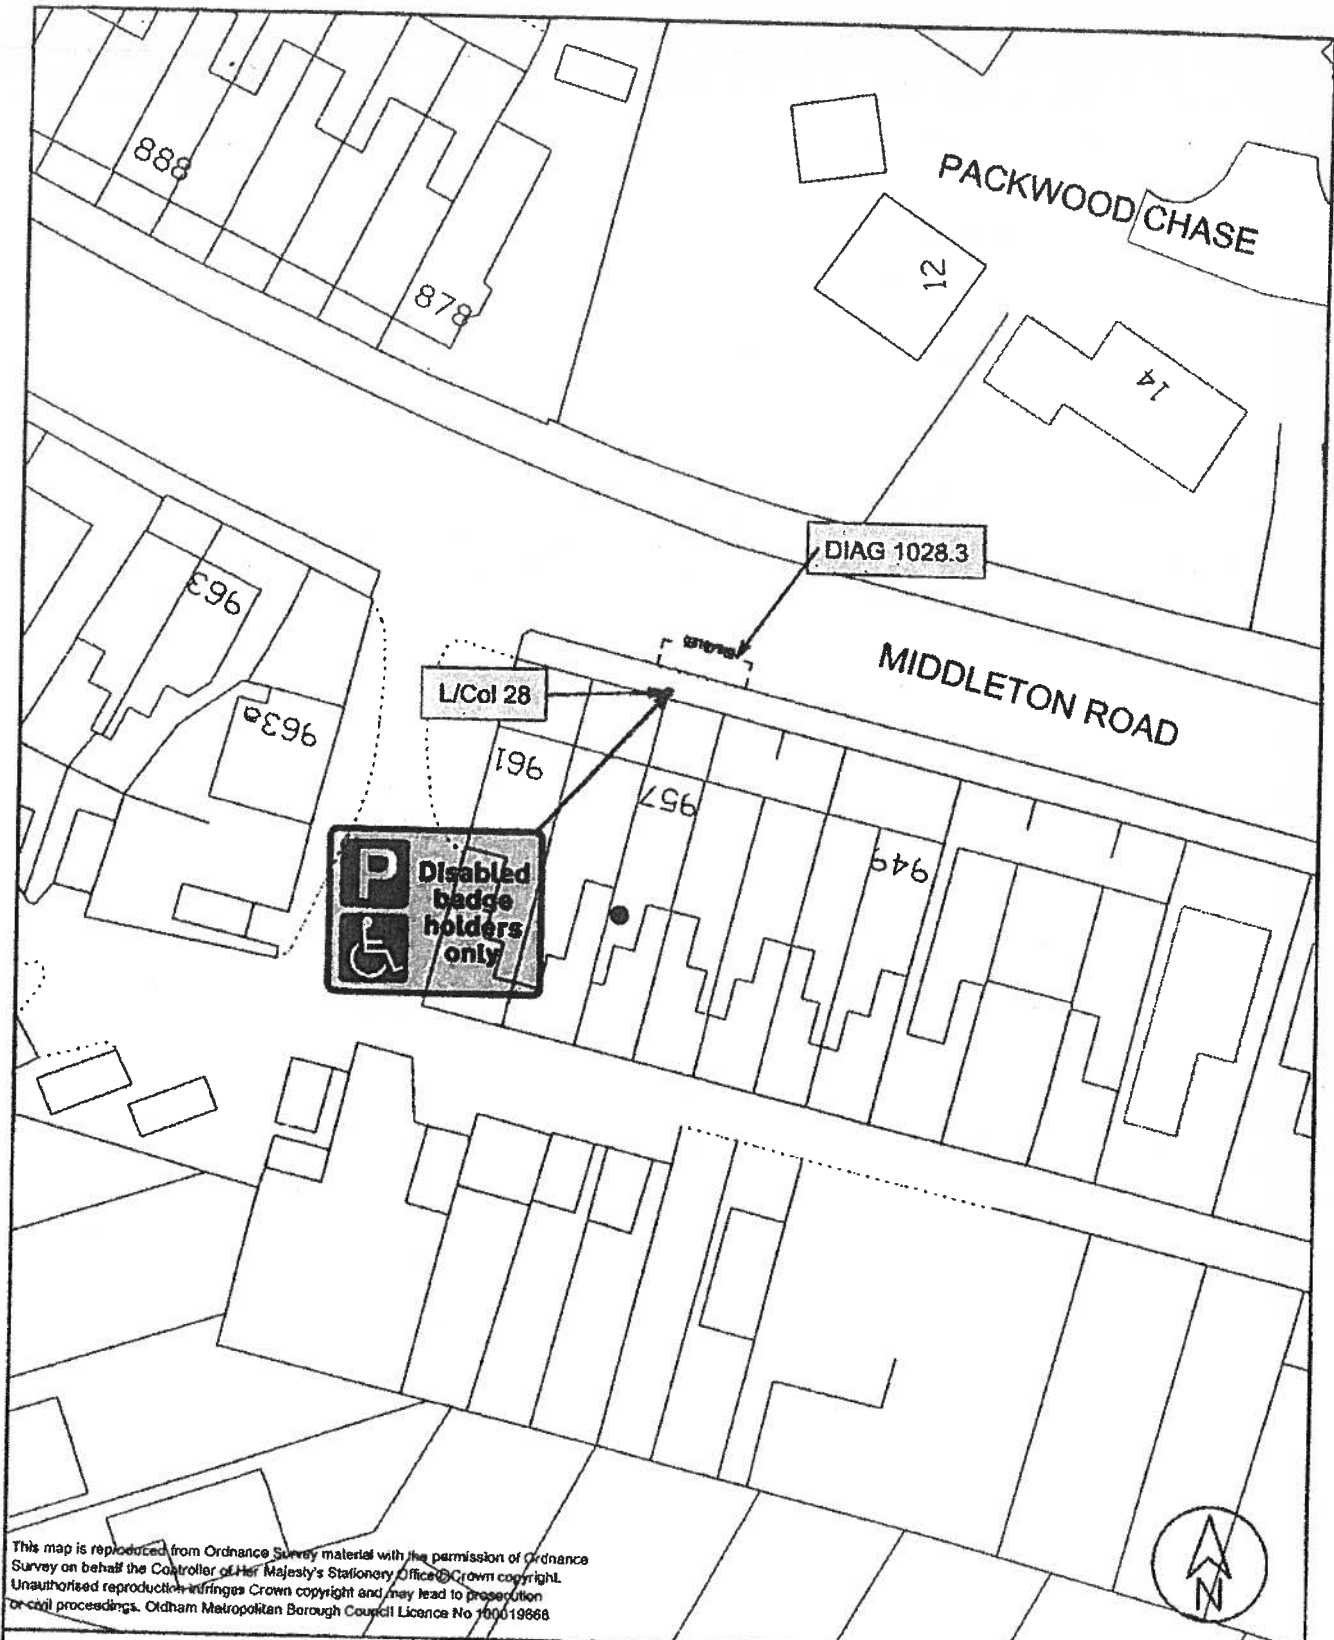 888
878
PACKWOOD CHASE
12
14
DIAG 1028.3
963
L/Col 28
MIDDLETON ROAD
963a
961
957
949
P
Disabled
badge
holders
only
This map is reproduced from Ordnance Survey material with the permission of Ordnance
Survey on behalf the Controller of Her Majesty's Stationery Office © Crown copyright.
Unauthorised reproduction infringes Crown copyright and may lead to prosecution
or civil proceedings. Oldham Metropolitan Borough Council Licence No 100019668
N